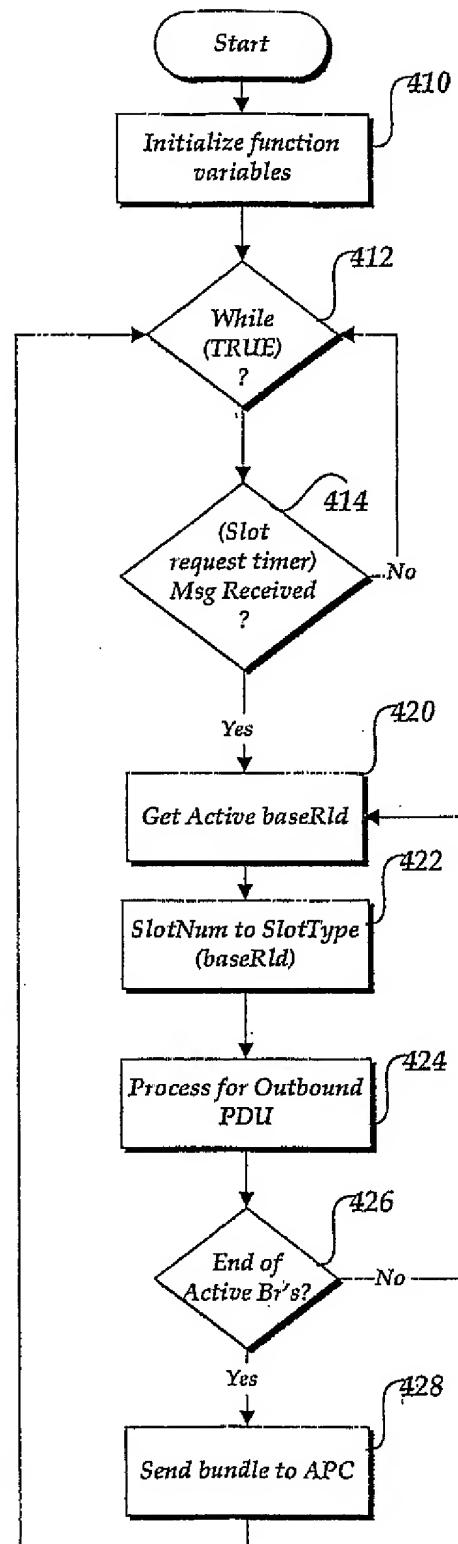 Start
410
Initialize function
variables
412
While
(TRUE)
?
414
(Slot
request timer)
Msg Received
?
No
Yes
420
Get Active baseRId
422
SlotNum to SlotType
(baseRId)
424
Process for Outbound
PDU
426
End of
Active Br's?
No
Yes
428
Send bundle to APC